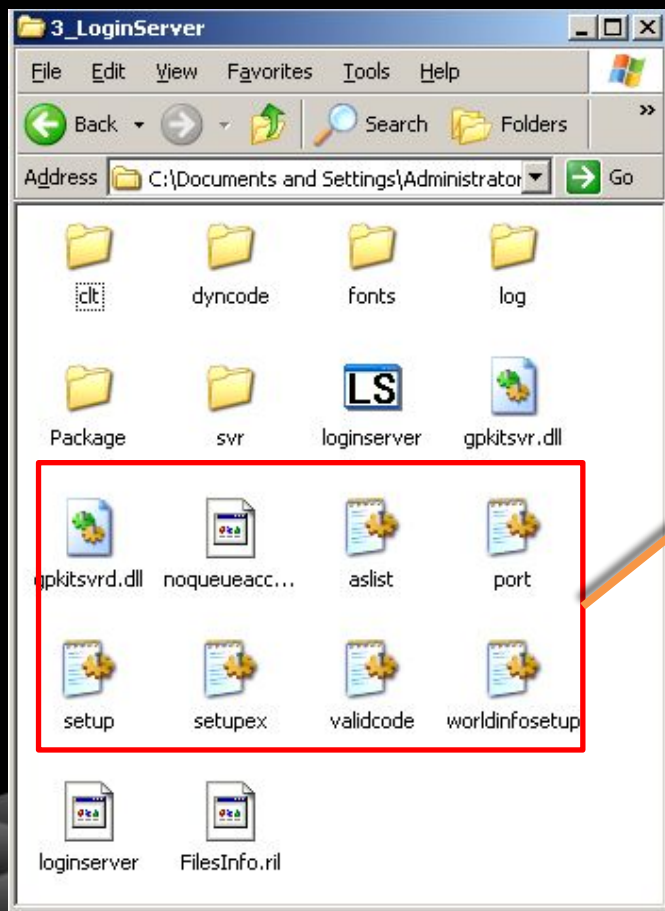 3_LoginServer
File Edit View Favorites Tools Help
Back Search Folders »
Address C:\Documents and Settings\Administrator Go
clt dyncode fonts log
Package svr loginserver gpkitsvr.dll
LS
gpkitsvrd.dll noqueueacc... aslist port
setup setupex validcode worldinfosetup
loginserver FilesInfo.ril